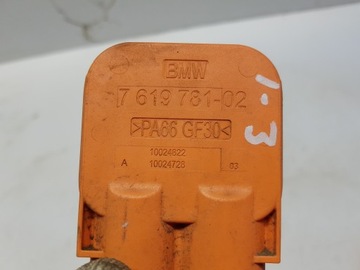 BMW
7 619 781-02
>PA66 GF30<
10024822
A 10024728 03
1-3